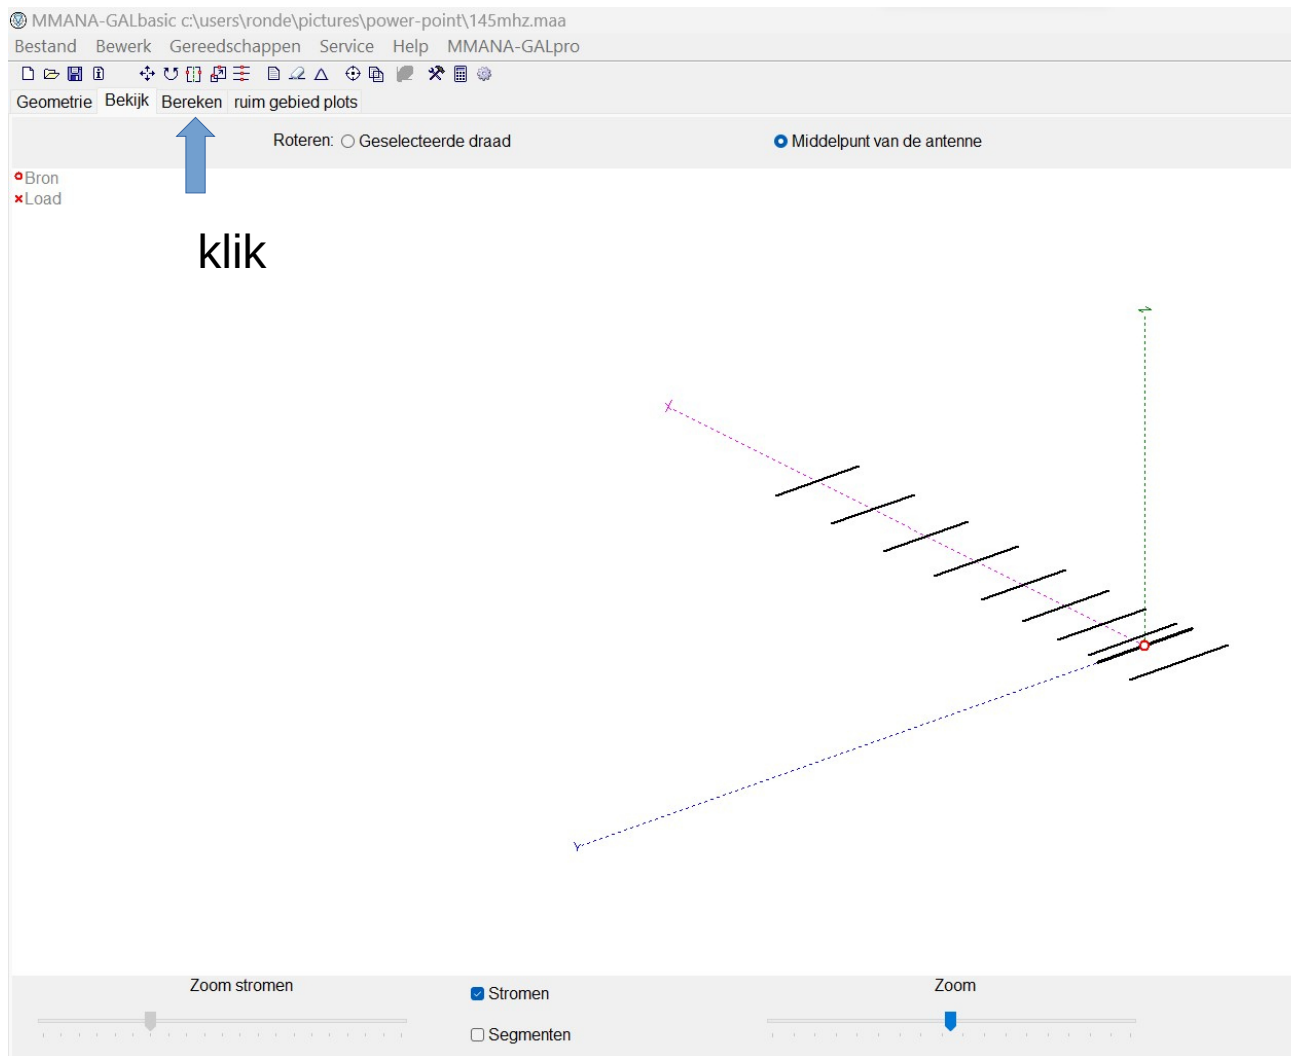 MMANA-GALbasic c:\users\ronde\pictures\power-point\145mhz.maa
Bestand Bewerk Gereedschappen Service Help MMANA-GALpro
Geometrie Bekijk Bereken ruim gebied plots
Roteren: Geselecteerde draad Middelpunt van de antenne
Bron
Load
klik
Z
X
Y
Zoom stromen Stromen Zoom
Segmenten